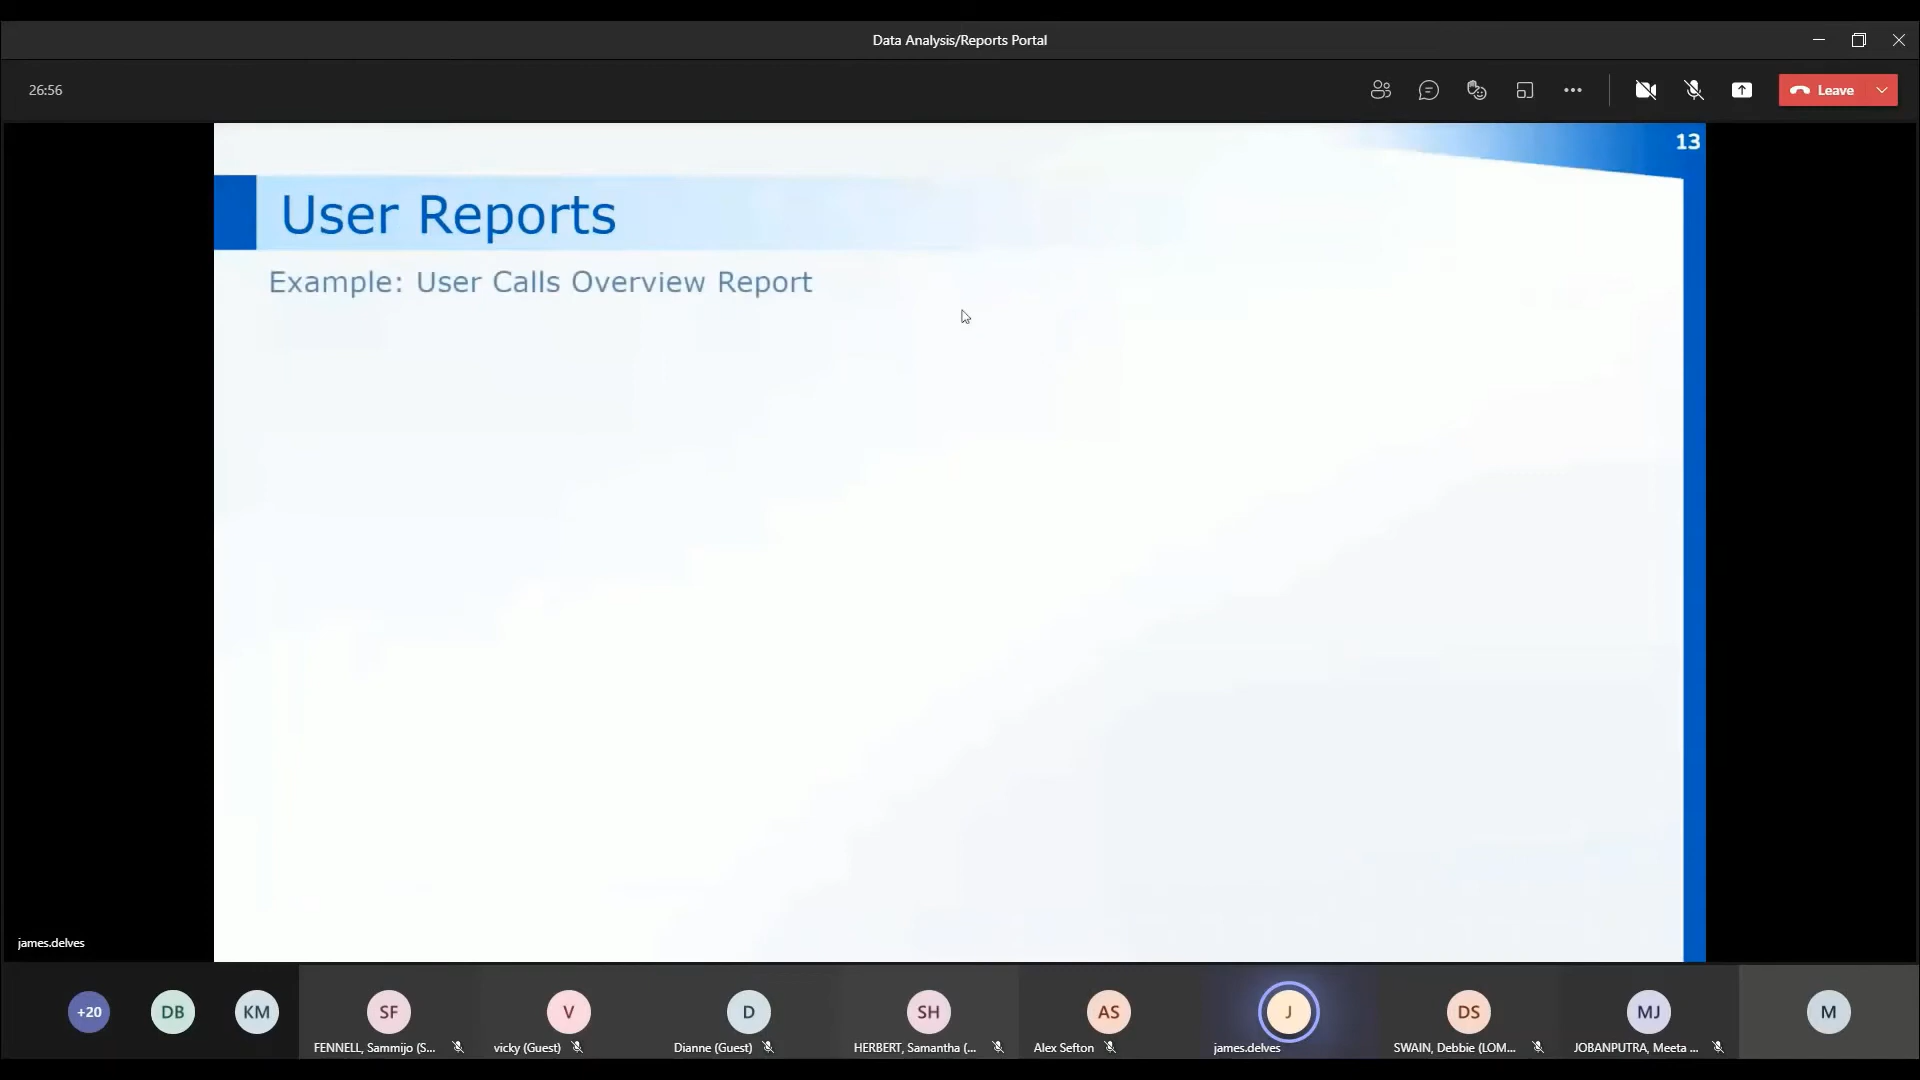 Data Analysis/Reports Portal
26:56
Leave
13
User Reports
Example: User Calls Overview Report
james.delves
+20
DB
KM
SF
V
D
SH
AS
J
DS
MJ
M
FENNELL, Sammijo (S...
vicky (Guest)
Dianne (Guest)
HERBERT, Samantha (...
Alex Sefton
james.delves
SWAIN, Debbie (LOM...
JOBANPUTRA, Meeta ...